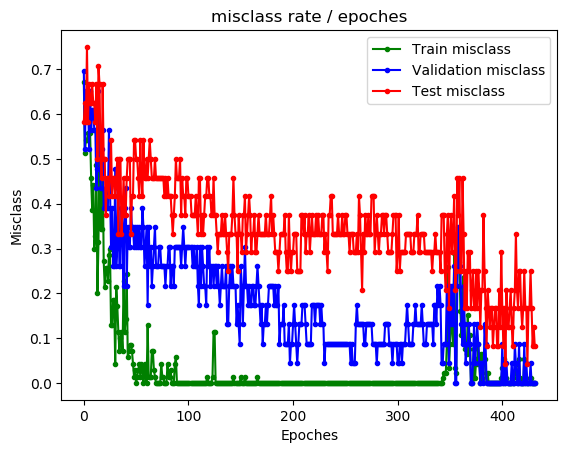 misclass rate / epoches
Train misclass
Validation misclass
Test misclass
Misclass
0.7
0.6
0.5
0.4
0.3
0.2
0.1
0.0
0 100 200 300 400
Epoches